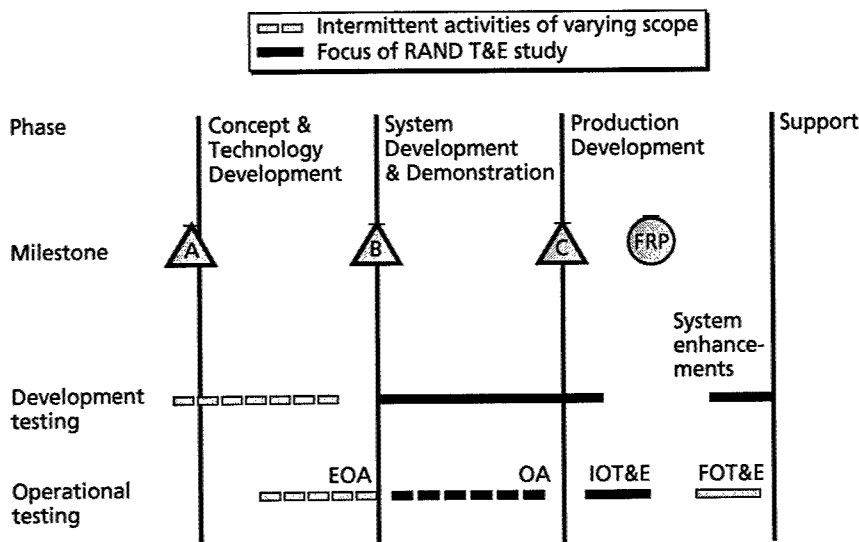 Intermittent activities of varying scope
Focus of RAND T&E study
Phase
Concept &
Technology
Development
System
Development
& Demonstration
Production
Development
Support
Milestone
A
B
C
FRP
System
enhance-
ments
Development
testing
EOA
OA
IOT&E
FOT&E
Operational
testing